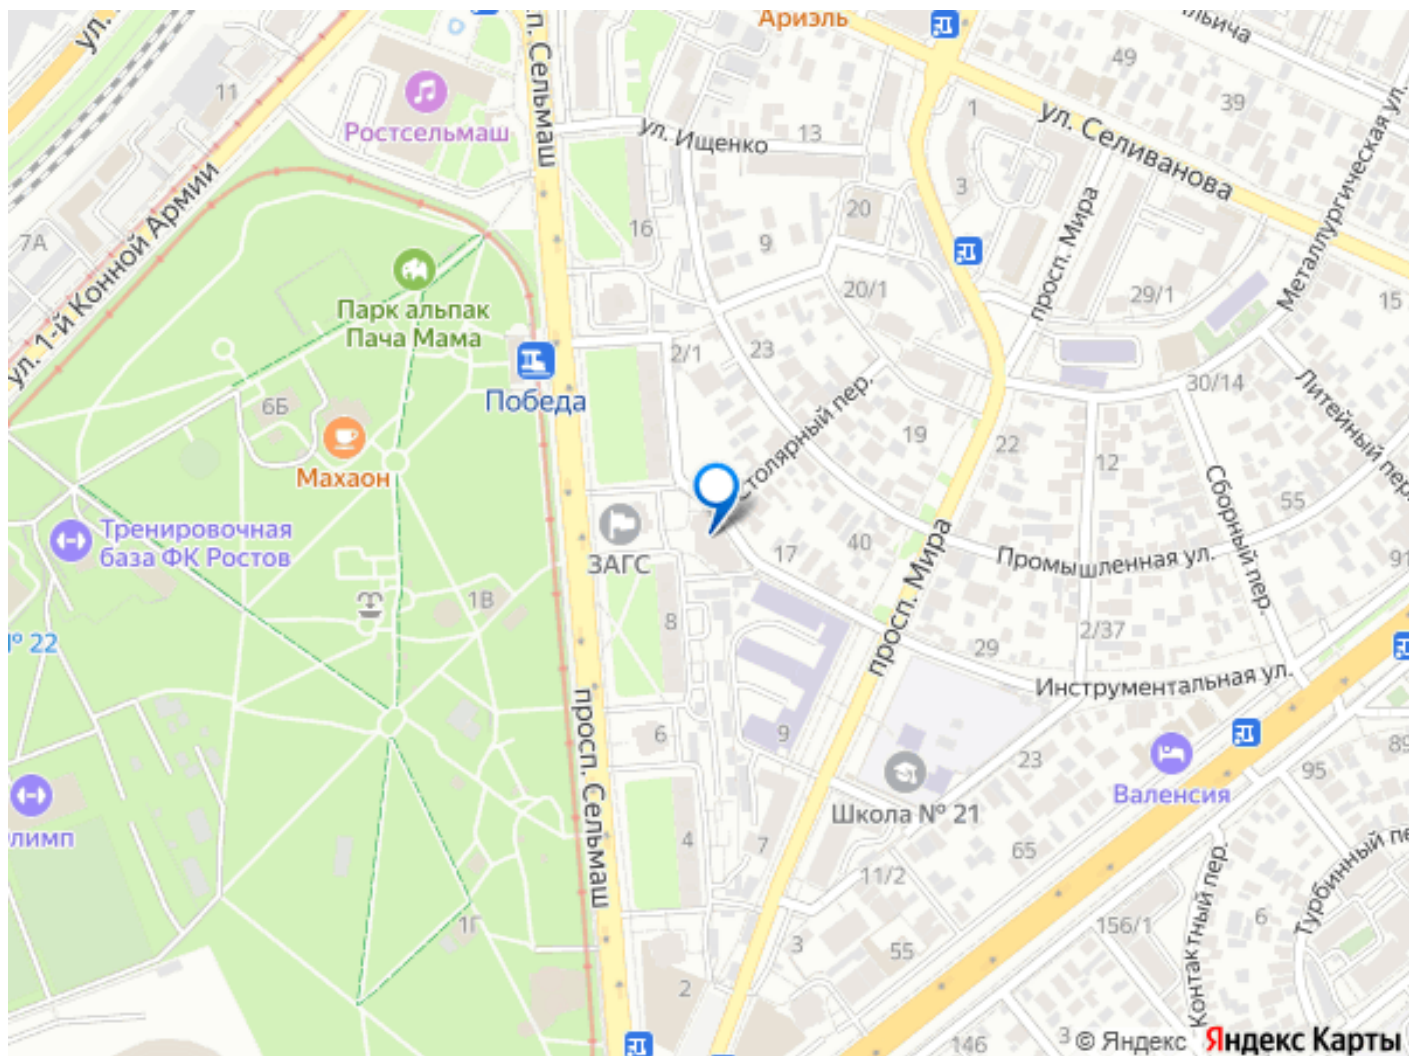 Ариэль
ильича
ул.
просп. Сельмаш
49
39
11
Ростсельмаш
ул. Ищенко
13
1
ул. Селиванова
Металлургическая ул.
3
20
16
9
7А
ул. 1-й Конной Армии
просп. Мира
Парк альпак
Пача Мама
20/1
29/1
15
2/1
23
30/14
Победа
6Б
Столярный пер.
19
22
12
Литейный пер.
Махаон
Сборный пер.
55
Тренировочная
база ФК Ростов
ЗАГС
17
40
просп. Мира
Промышленная ул.
91
1В
8
2/37
№ 22
29
Инструментальная ул.
просп. Сельмаш
6
9
23
89
95
Валенсия
Школа № 21
Олимп
4
7
65
Турбинный пе
11/2
Контактный пер.
1Г
3
55
156/1
6
2
146
3
© Яндекс
Яндекс Карты